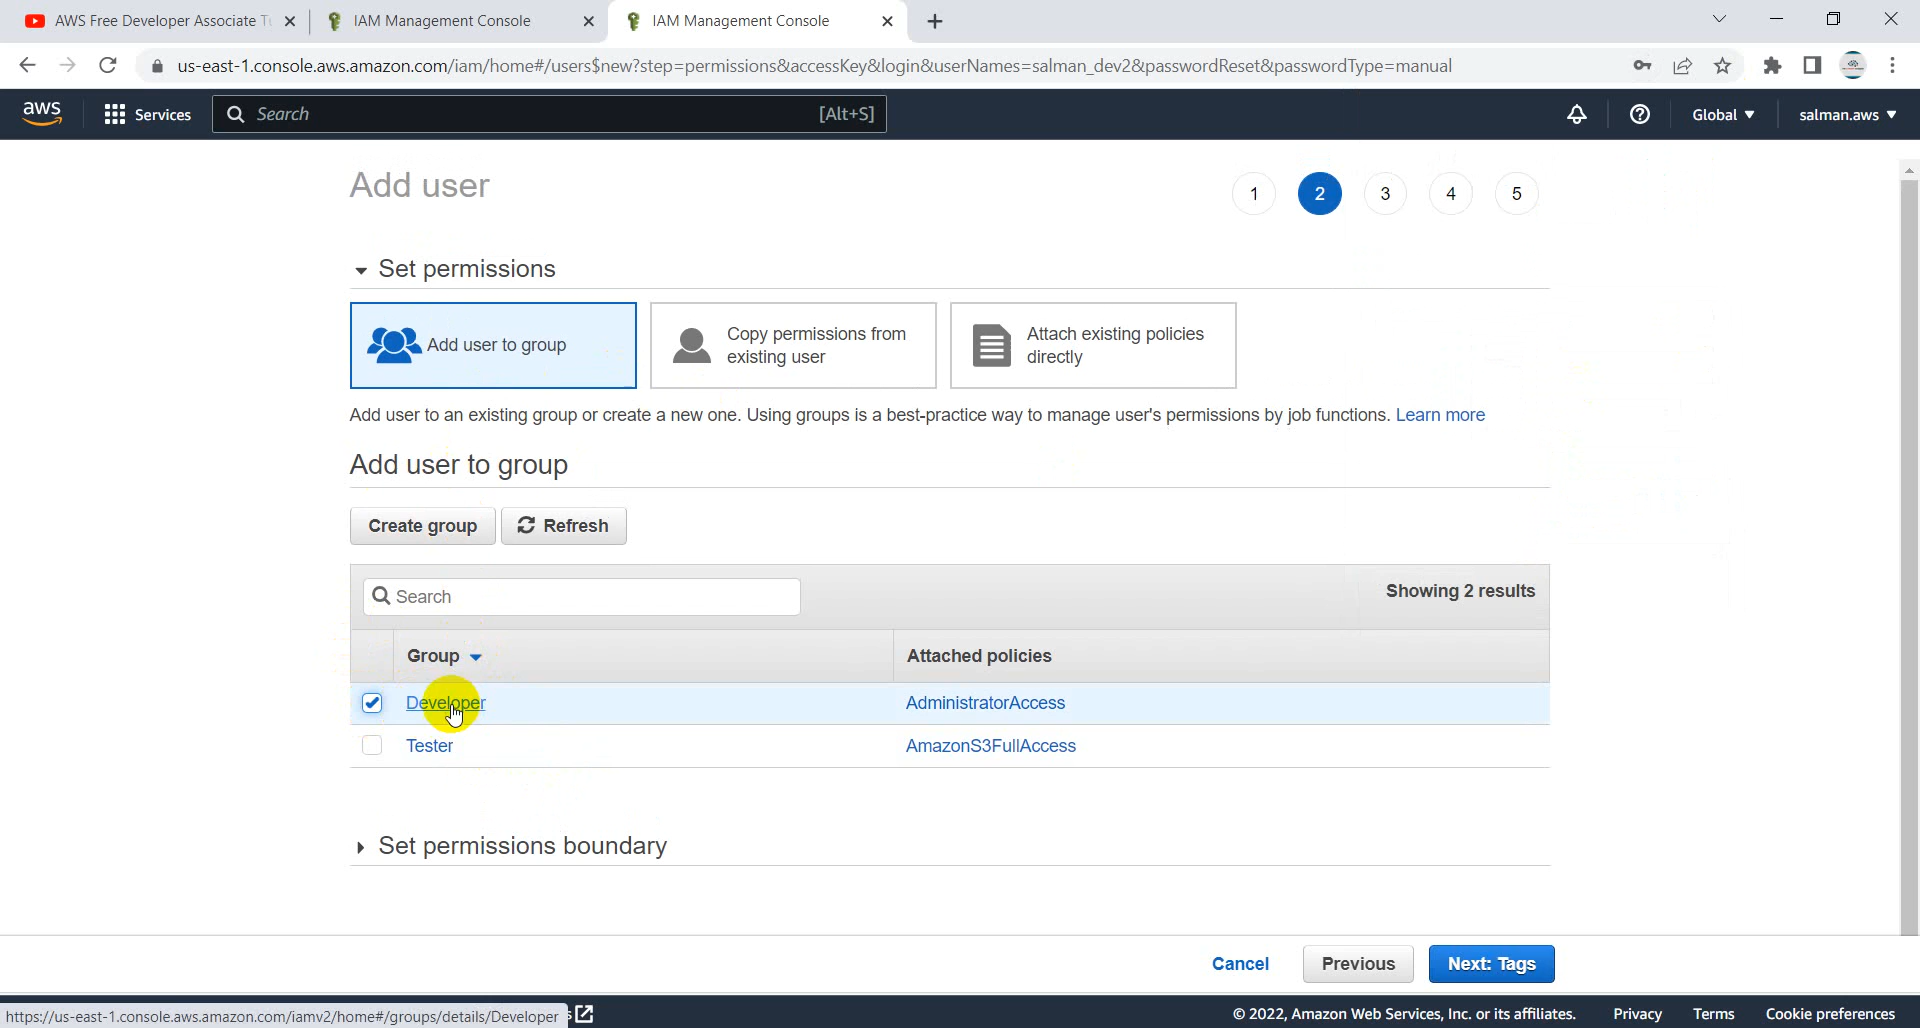 AWS Free Developer Associate Tu
IAM Management Console
IAM Management Console
us-east-1.console.aws.amazon.com/iam/home#/users$new?step=permissions&accessKey&login&userNames=salman_dev2&passwordReset&passwordType=manual
aws
Services
Search
[Alt+S]
Global
salman.aws
Add user
1
2
3
4
5
Set permissions
Add user to group
Copy permissions from
existing user
Attach existing policies
directly
Add user to an existing group or create a new one. Using groups is a best-practice way to manage user's permissions by job functions. Learn more
Add user to group
Create group
Refresh
Search
Showing 2 results
Group
Attached policies
Developer
AdministratorAccess
Tester
AmazonS3FullAccess
Set permissions boundary
Cancel
Previous
Next: Tags
https://us-east-1.console.aws.amazon.com/iamv2/home#/groups/details/Developer
© 2022, Amazon Web Services, Inc. or its affiliates.
Privacy
Terms
Cookie preferences